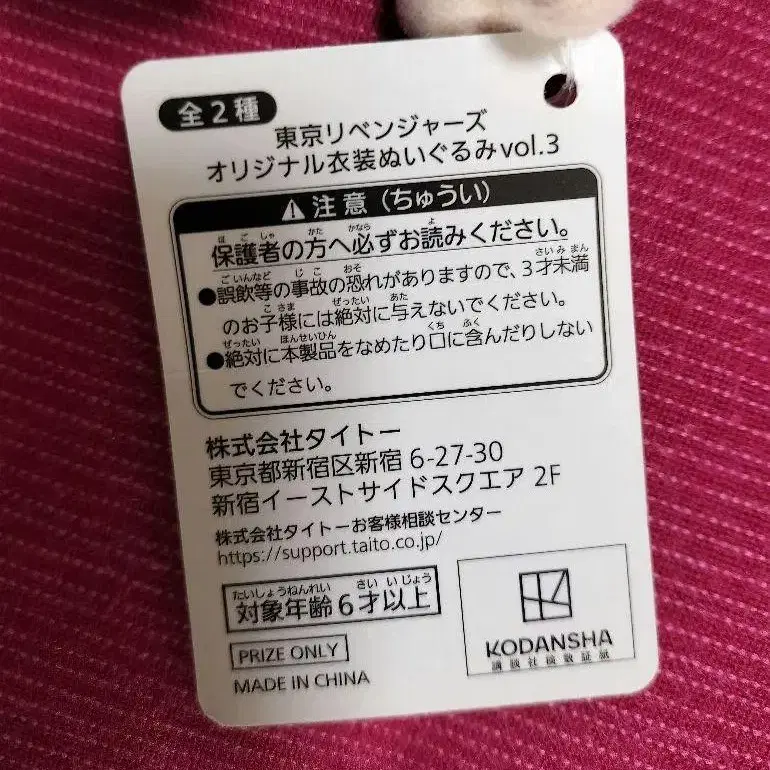 全2種
東京リベンジャーズ
オリジナル衣装ぬいぐるみvol.3
⚠注意（ちゅうい）
保護者の方へ必ずお読みください。
●誤飲等の事故の恐れがありますので、3才未満
のお子様には絶対に与えないでください。
●絶対に本製品をなめたり口に含んだりしない
でください。
株式会社タイトー
東京都新宿区新宿 6-27-30
新宿イーストサイドスクエア 2F
株式会社タイトーお客様相談センター
https://support.taito.co.jp/
対象年齢6才以上
PRIZE ONLY
MADE IN CHINA
KODANSHA
講談社検数証紙